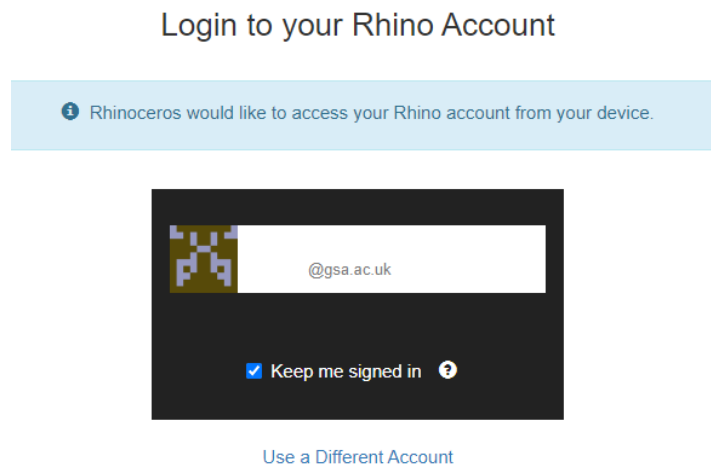 Login to your Rhino Account
Rhinoceros would like to access your Rhino account from your device.
@gsa.ac.uk
Keep me signed in
Use a Different Account